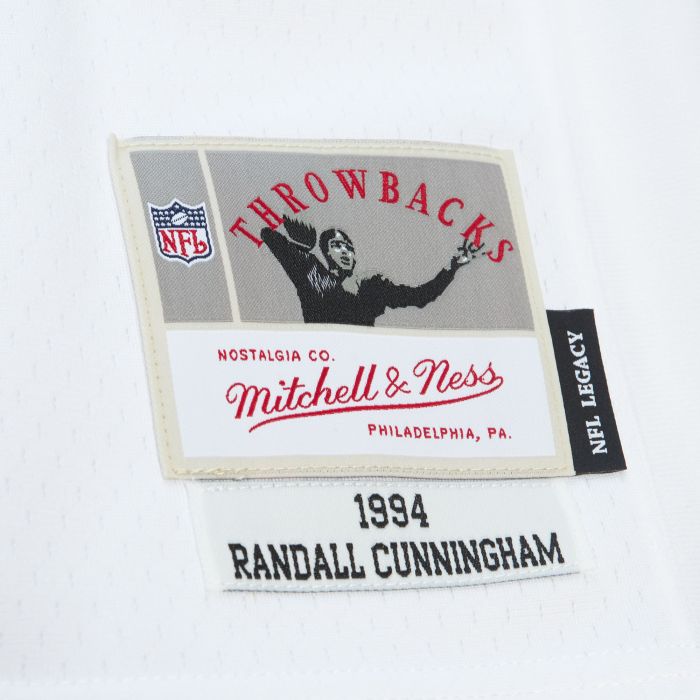 THROWBACKS
NFL
NOSTALGIA CO.
Mitchell & Ness
PHILADELPHIA, PA.
NFL LEGACY
1994
RANDALL CUNNINGHAM